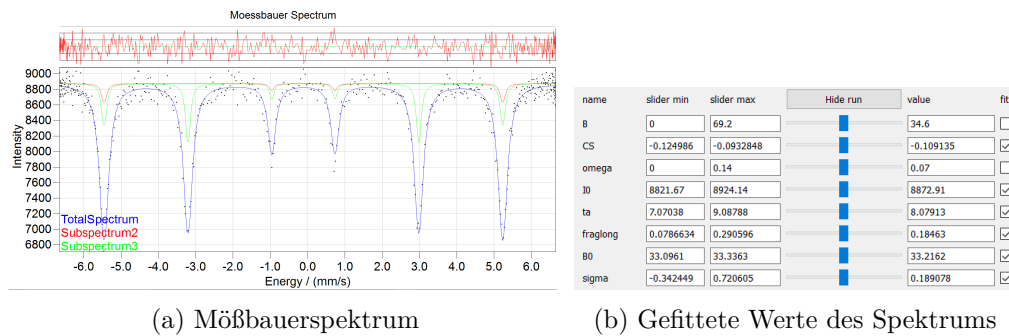 Moessbauer Spectrum
9000
8800
8600
8400
8200
8000
7800
7600
7400
7200
7000
6800
Intensity
TotalSpectrum
Subspectrum2
Subspectrum3
-6.0 -5.0 -4.0 -3.0 -2.0 -1.0 0.0 1.0 2.0 3.0 4.0 5.0 6.0
Energy / (mm/s)
(a) Mößbauerspektrum
name slider min slider max Hide run value fit
B 0 69.2 34.6
CS -0.124986 -0.0932848 -0.109135
omega 0 0.14 0.07
I0 8821.67 8924.14 8872.91
ta 7.07038 9.08788 8.07913
fraglong 0.0786634 0.290596 0.18463
B0 33.0961 33.3363 33.2162
sigma -0.342449 0.720605 0.189078
(b) Gefittete Werte des Spektrums